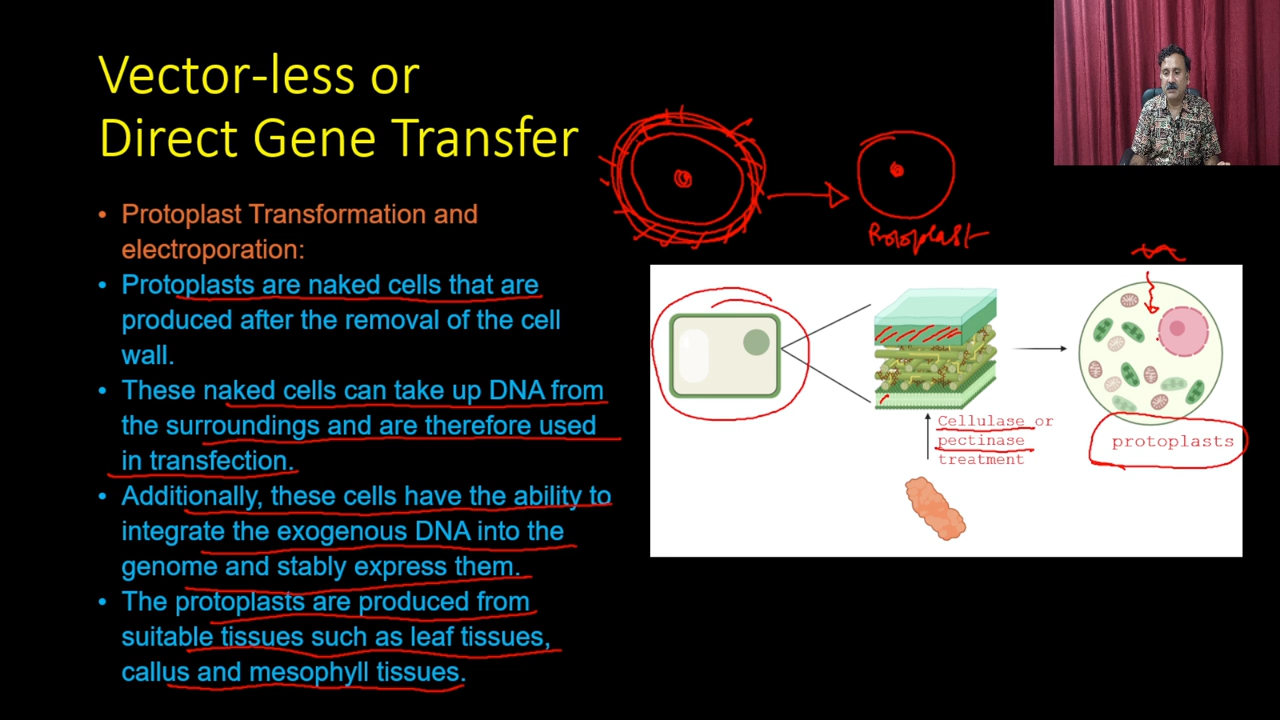 Vector-less or
Direct Gene Transfer
• Protoplast Transformation and
electroporation:
• Protoplasts are naked cells that are
produced after the removal of the cell
wall.
• These naked cells can take up DNA from
the surroundings and are therefore used
in transfection.
• Additionally, these cells have the ability to
integrate the exogenous DNA into the
genome and stably express them.
• The protoplasts are produced from
suitable tissues such as leaf tissues,
callus and mesophyll tissues.
Protoplast
Cellulase or
pectinase
treatment
protoplasts